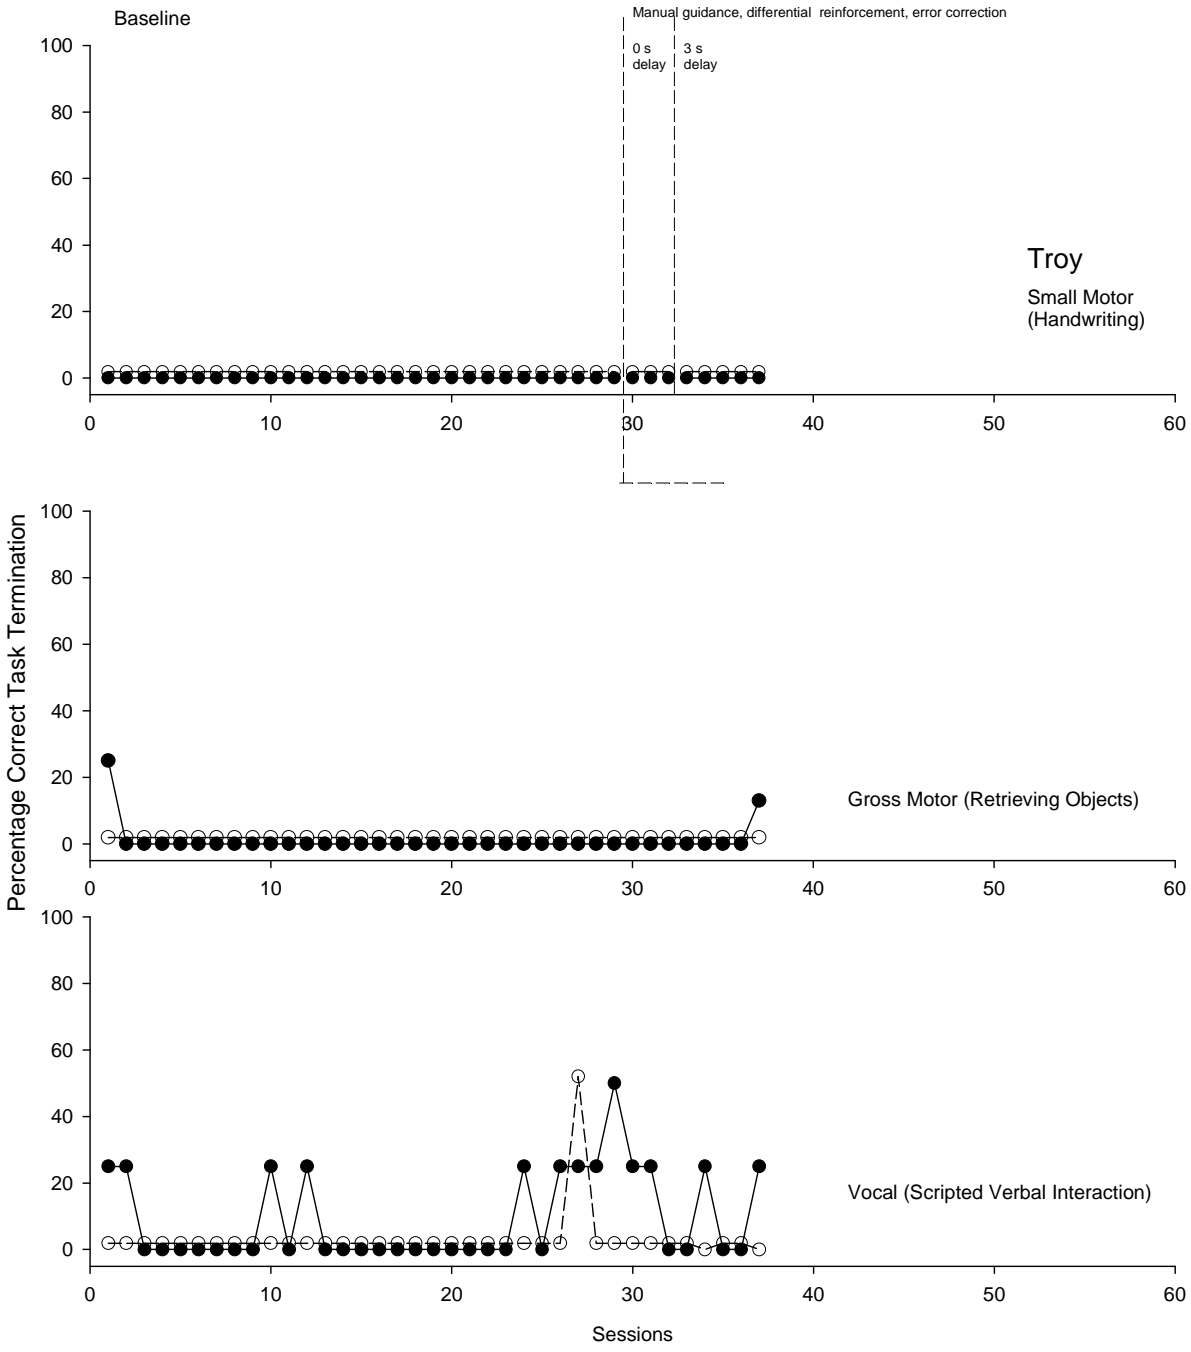 Baseline
Manual guidance, differential  reinforcement, error correction
0 s
delay
3 s
delay
100
80
60
40
20
0
Troy
Small Motor
(Handwriting)
0 10 20 30 40 50 60
Percentage Correct Task Termination
100
80
60
40
20
0
Gross Motor (Retrieving Objects)
0 10 20 30 40 50 60
100
80
60
40
20
0
Vocal (Scripted Verbal Interaction)
0 10 20 30 40 50 60
Sessions